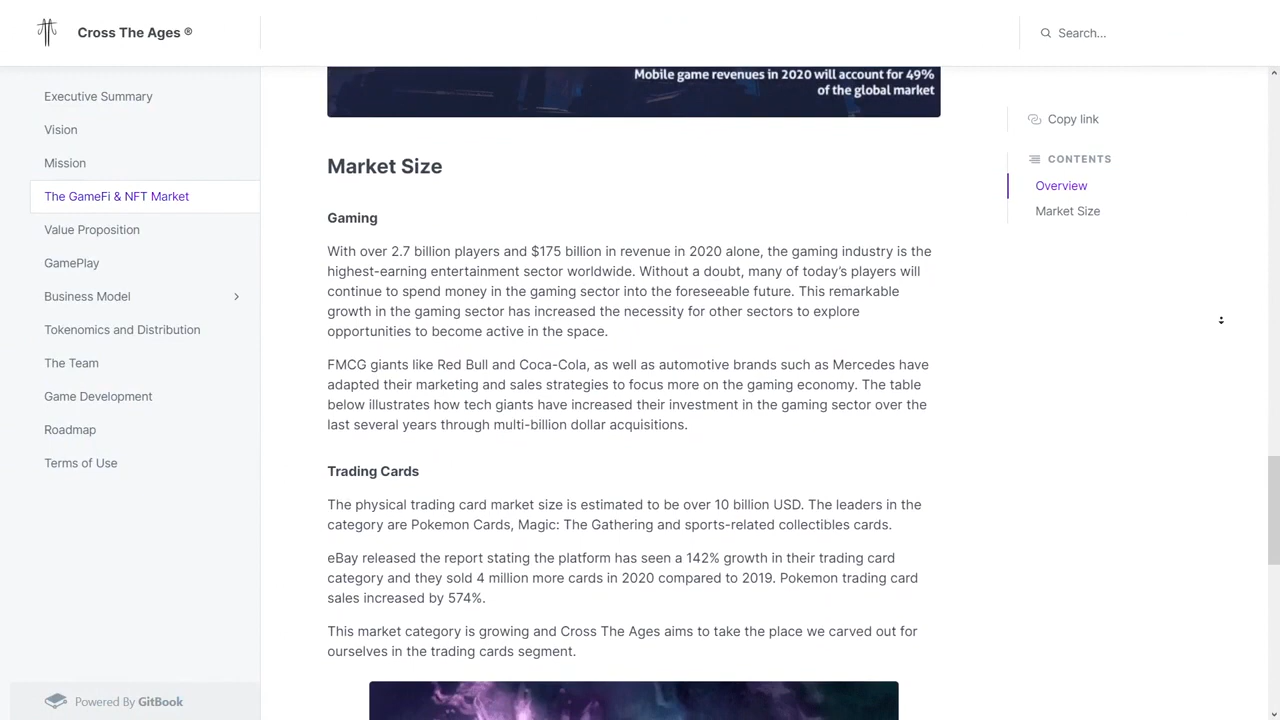 Cross The Ages ®
Search...
Executive Summary
Vision
Mission
The GameFi & NFT Market
Value Proposition
GamePlay
Business Model
Tokenomics and Distribution
The Team
Game Development
Roadmap
Terms of Use
Powered By GitBook
Mobile game revenues in 2020 will account for 49%
of the global market
Market Size
Gaming
With over 2.7 billion players and $175 billion in revenue in 2020 alone, the gaming industry is the
highest-earning entertainment sector worldwide. Without a doubt, many of today’s players will
continue to spend money in the gaming sector into the foreseeable future. This remarkable
growth in the gaming sector has increased the necessity for other sectors to explore
opportunities to become active in the space.
FMCG giants like Red Bull and Coca-Cola, as well as automotive brands such as Mercedes have
adapted their marketing and sales strategies to focus more on the gaming economy. The table
below illustrates how tech giants have increased their investment in the gaming sector over the
last several years through multi-billion dollar acquisitions.
Trading Cards
The physical trading card market size is estimated to be over 10 billion USD. The leaders in the
category are Pokemon Cards, Magic: The Gathering and sports-related collectibles cards.
eBay released the report stating the platform has seen a 142% growth in their trading card
category and they sold 4 million more cards in 2020 compared to 2019. Pokemon trading card
sales increased by 574%.
This market category is growing and Cross The Ages aims to take the place we carved out for
ourselves in the trading cards segment.
Copy link
CONTENTS
Overview
Market Size